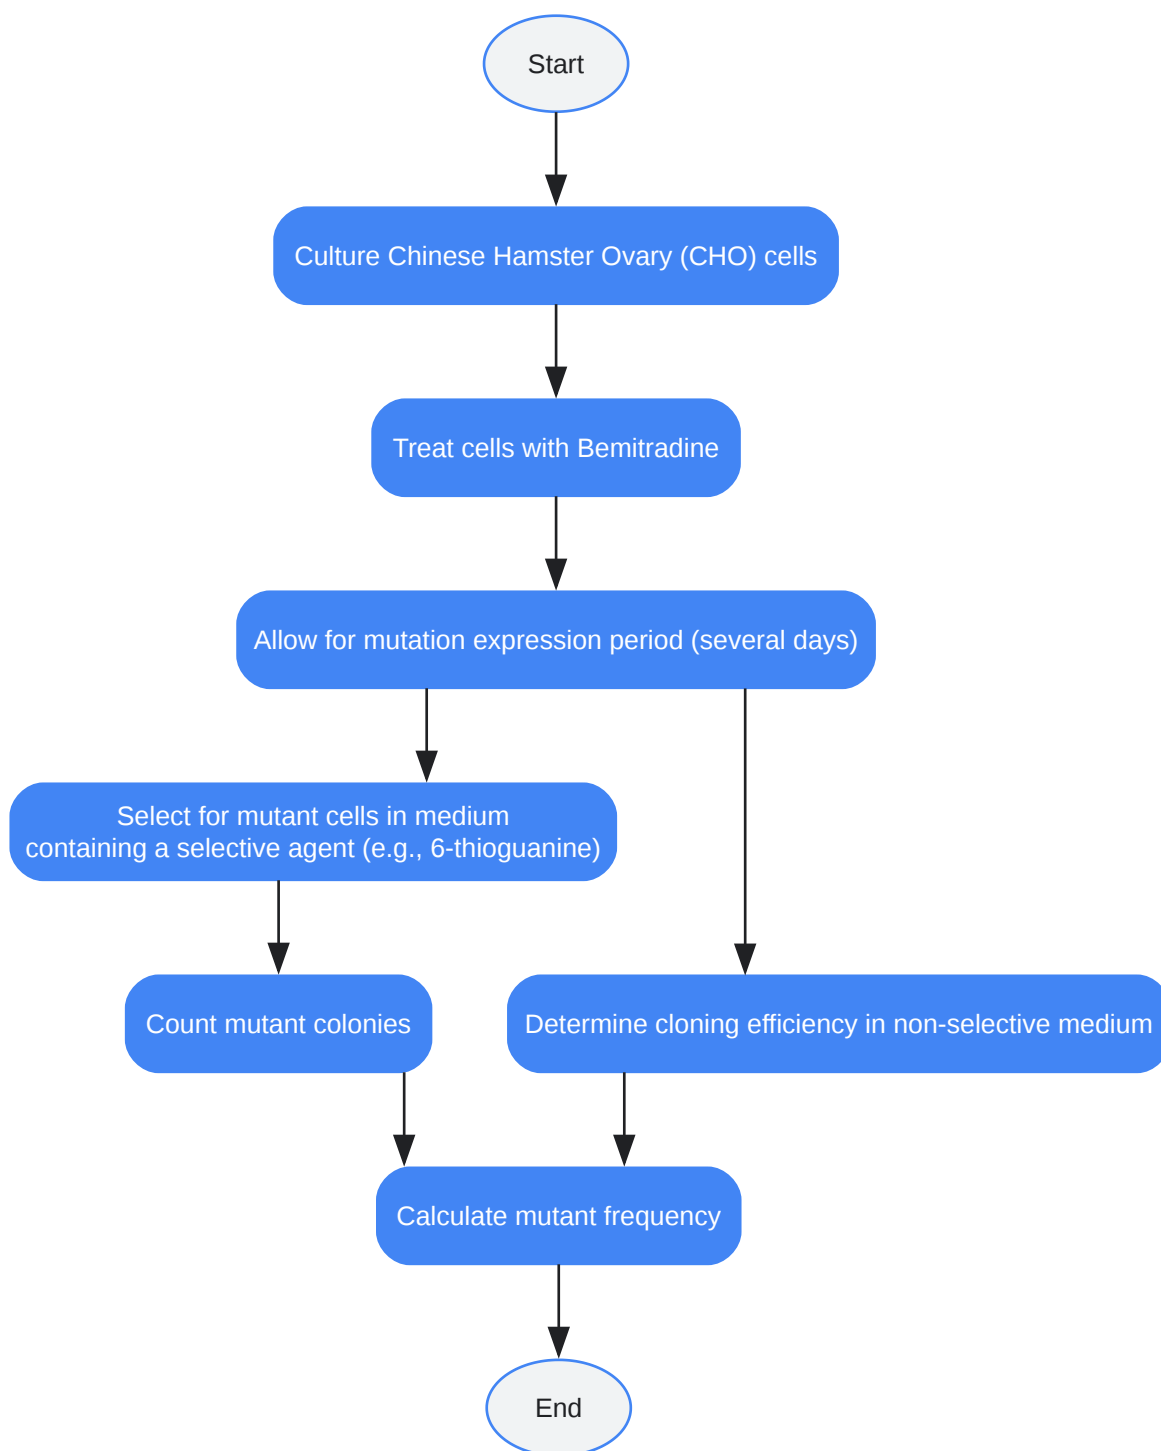 Start
Culture Chinese Hamster Ovary (CHO) cells
Treat cells with Bemitradine
Allow for mutation expression period (several days)
Select for mutant cells in medium
containing a selective agent (e.g., 6-thioguanine)
Count mutant colonies
Determine cloning efficiency in non-selective medium
Calculate mutant frequency
End